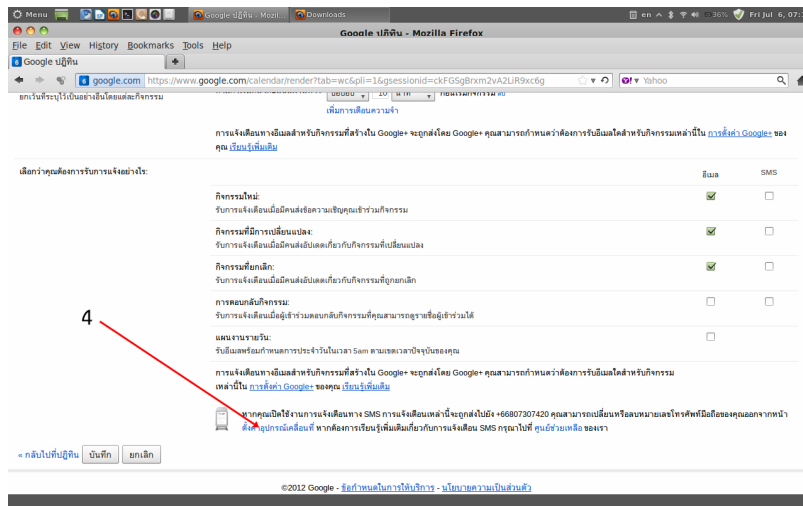 Menu Google ปฏิทิน - Mozil... Downloads en 36% Fri Jul 6, 07:
Google ปฏิทิน - Mozilla Firefox
File Edit View History Bookmarks Tools Help
Google ปฏิทิน
google.com https://www.google.com/calendar/render?tab=wc&pli=1&gsessionid=ckFGSgBrxm2vA2LiR9xc6g Yahoo
ยกเว้นที่ระบุไว้เป็นอย่างอื่นโดยแต่ละกิจกรรม 10 นาที ก่อนเริ่มกิจกรรม
เพิ่มการเตือนความจำ
การแจ้งเตือนทางอีเมลสำหรับกิจกรรมที่สร้างใน Google+ จะถูกส่งโดย Google+ คุณสามารถกำหนดว่าต้องการรับอีเมลใดสำหรับกิจกรรมเหล่านี้ใน การตั้งค่า Google+ ของ
คุณ เรียนรู้เพิ่มเติม
เลือกว่าคุณต้องการรับการแจ้งอย่างไร: อีเมล SMS
กิจกรรมใหม่:
รับการแจ้งเตือนเมื่อมีคนส่งข้อความเชิญคุณเข้าร่วมกิจกรรม
กิจกรรมที่มีการเปลี่ยนแปลง:
รับการแจ้งเตือนเมื่อมีคนส่งอัปเดตเกี่ยวกับกิจกรรมที่เปลี่ยนแปลง
กิจกรรมที่ยกเลิก:
รับการแจ้งเตือนเมื่อมีคนส่งอัปเดตเกี่ยวกับกิจกรรมที่ถูกยกเลิก
การตอบกลับกิจกรรม:
รับการแจ้งเตือนเมื่อผู้เข้าร่วมตอบกลับกิจกรรมที่คุณสามารถดูรายชื่อผู้เข้าร่วมได้
4
แผนงานรายวัน:
รับอีเมลพร้อมกำหนดการประจำวันในเวลา 5am ตามเขตเวลาปัจจุบันของคุณ
การแจ้งเตือนทางอีเมลสำหรับกิจกรรมที่สร้างใน Google+ จะถูกส่งโดย Google+ คุณสามารถกำหนดว่าต้องการรับอีเมลใดสำหรับกิจกรรม
เหล่านี้ใน การตั้งค่า Google+ ของคุณ เรียนรู้เพิ่มเติม
หากคุณเปิดใช้งานการแจ้งเตือนทาง SMS การแจ้งเตือนเหล่านี้จะถูกส่งไปยัง +66807307420 คุณสามารถเปลี่ยนหรือลบหมายเลขโทรศัพท์มือถือของคุณออกจากหน้า
ตั้งค่าอุปกรณ์เคลื่อนที่ หากต้องการเรียนรู้เพิ่มเติมเกี่ยวกับการแจ้งเตือน SMS กรุณาไปที่ ศูนย์ช่วยเหลือ ของเรา
« กลับไปที่ปฏิทิน บันทึก ยกเลิก
©2012 Google - ข้อกำหนดในการให้บริการ - นโยบายความเป็นส่วนตัว